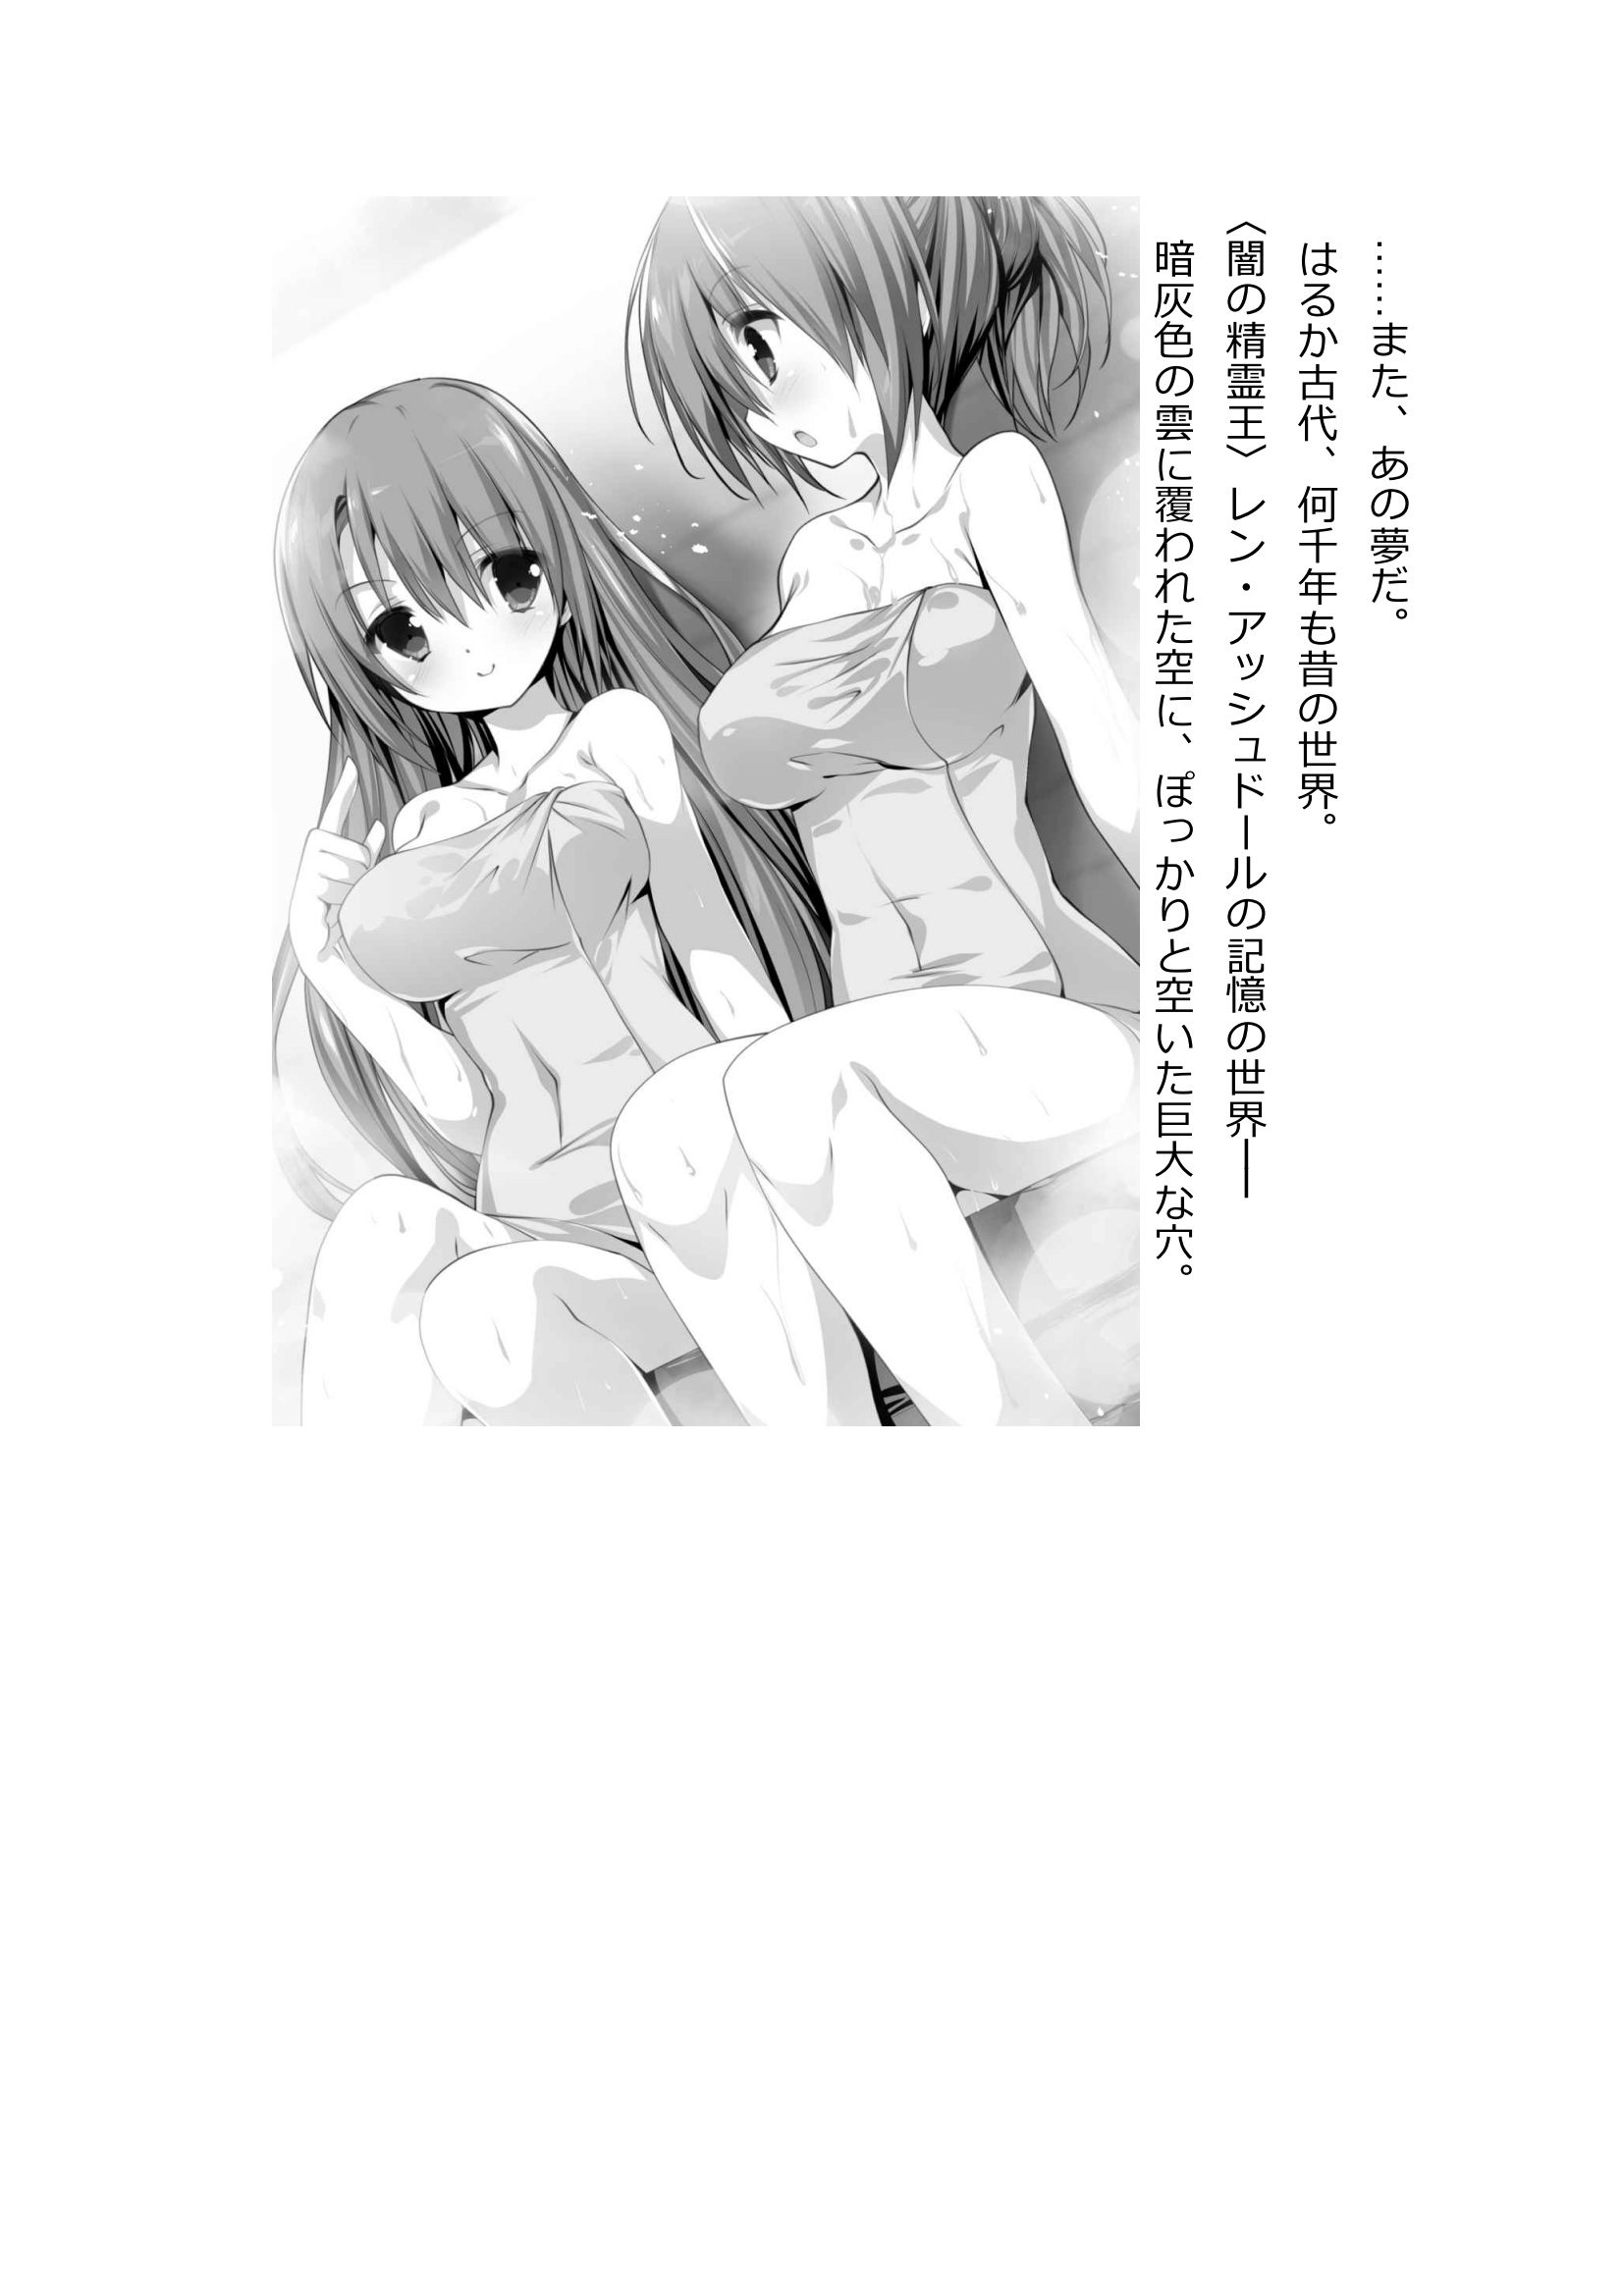 ……また、あの夢だ。
はるか古代、何千年も昔の世界。
〈闇の精霊王〉レン・アッシュドールの記憶の世界――
暗灰色の雲に覆われた空に、ぽっかりと空いた巨大な穴。